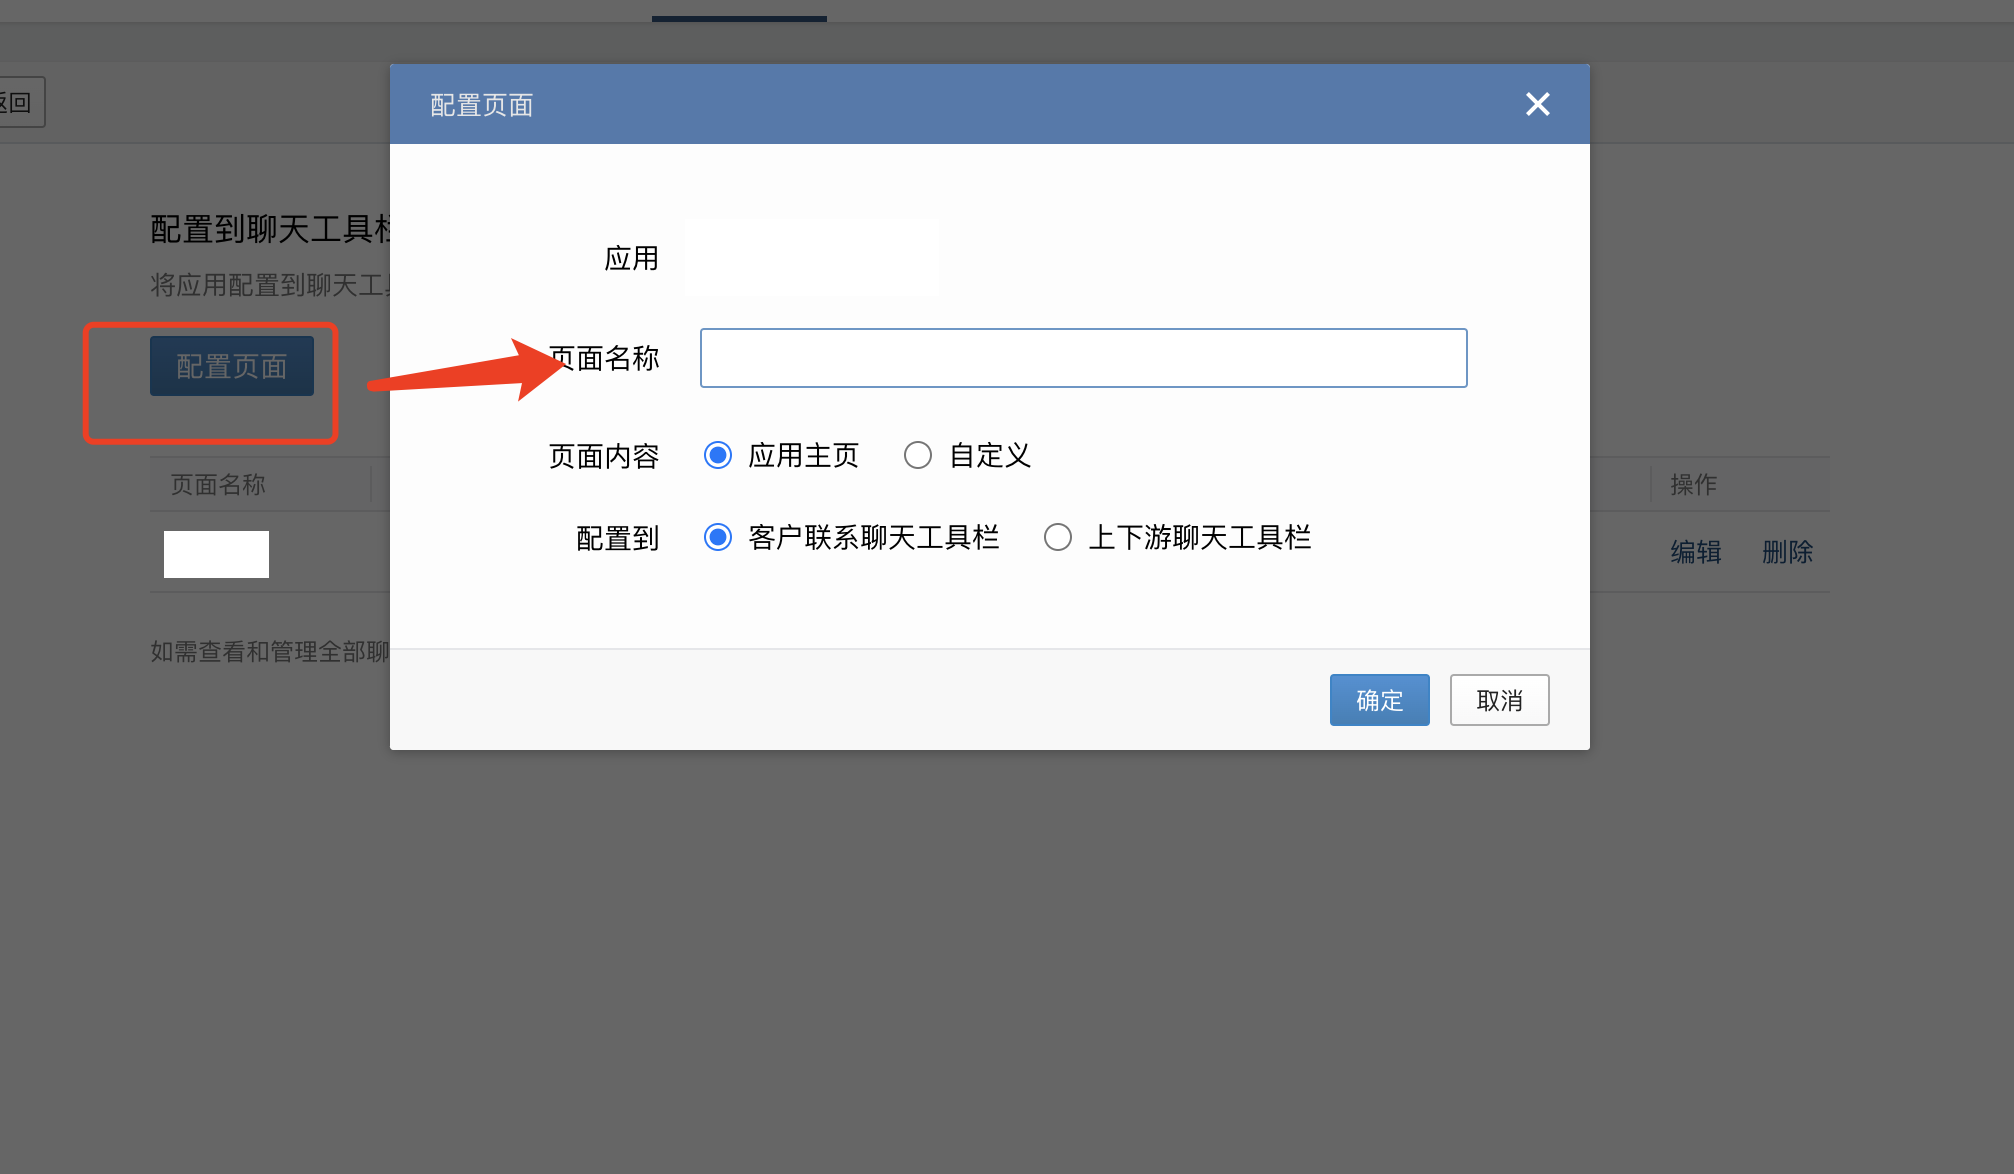 返回
配置页面
配置到聊天工具栏
将应用配置到聊天工
配置页面
应用
页面名称
页面内容 应用主页 自定义
配置到 客户联系聊天工具栏 上下游聊天工具栏
页面名称 操作
编辑 删除
如需查看和管理全部聊
确定 取消